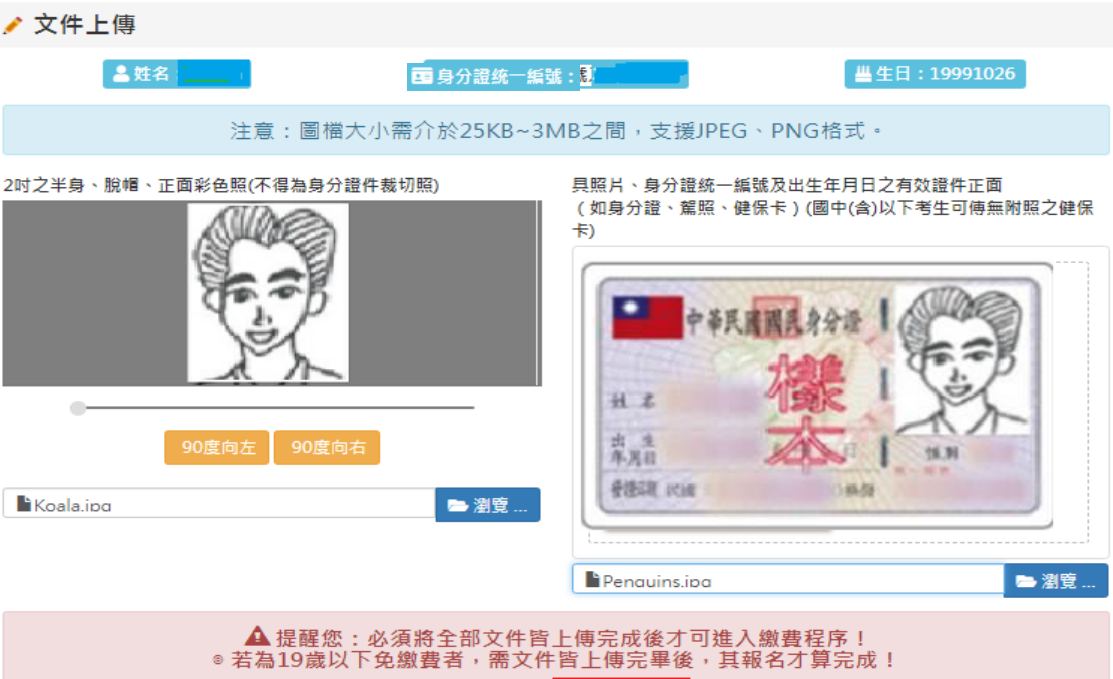 文件上傳
姓名:
身分證統一編號:
生日:19991026
注意:圖檔大小需介於25KB~3MB之間,支援JPEG、PNG格式。
2吋之半身、脫帽、正面彩色照(不得為身分證件裁切照)
90度向左
90度向右
Koala.jpg
瀏覽 ...
具照片、身分證統一編號及出生年月日之有效證件正面
(如身分證、駕照、健保卡)(國中(含)以下考生可傳無附照之健保
卡)
中華民國國民身分證
樣本
姓名
出生
年月日
日
性別
發證日期 民國
Penguins.jpg
瀏覽 ...
提醒您:必須將全部文件皆上傳完成後才可進入繳費程序!
◎若為19歲以下免繳費者,需文件皆上傳完畢後,其報名才算完成!